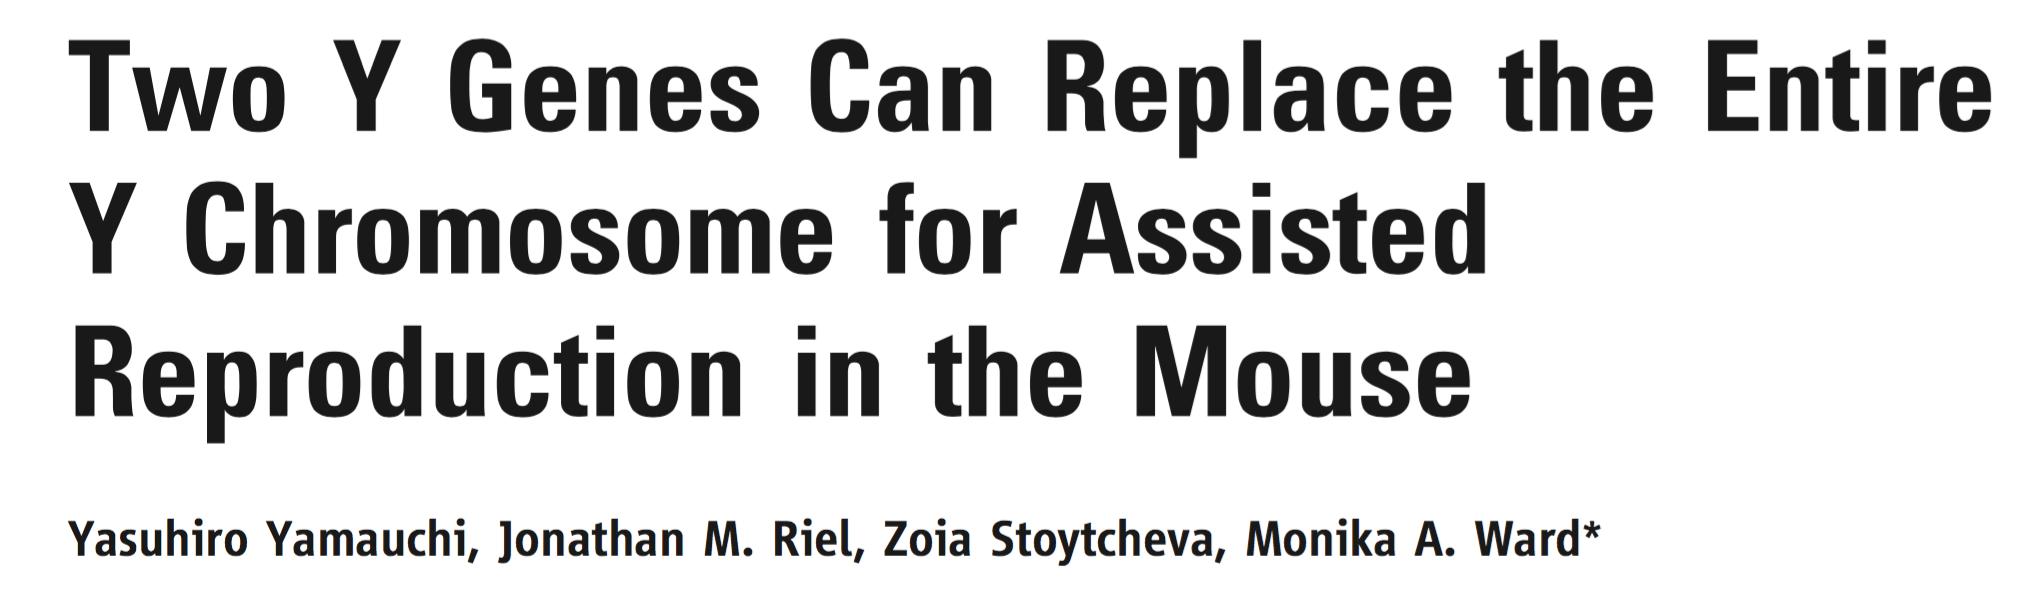 Two Y Genes Can Replace the Entire
Y Chromosome for Assisted
Reproduction in the Mouse
Yasuhiro Yamauchi, Jonathan M. Riel, Zoia Stoytcheva, Monika A. Ward*